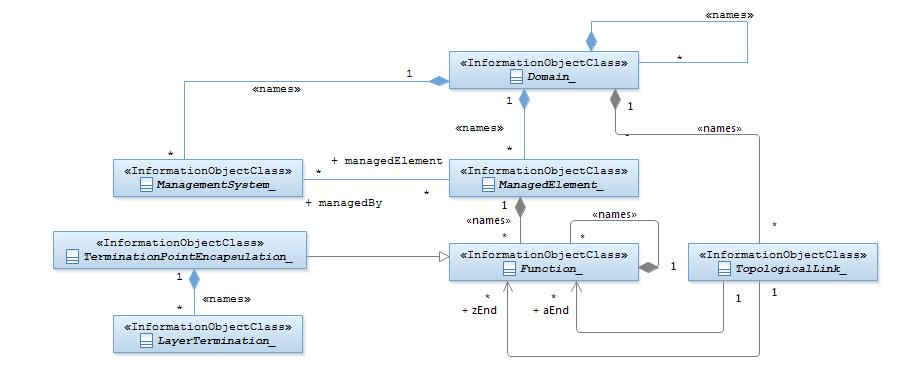 «names»
*
«InformationObjectClass»
Domain_
1
«names»
1
1
«names»
«names»
*
*
+ managedElement
«InformationObjectClass»
ManagementSystem_
*
*
+ managedBy
«InformationObjectClass»
ManagedElement_
1
«names»
«names»
*
*
*
«InformationObjectClass»
TerminationPointEncapsulation_
«InformationObjectClass»
Function_
1
«InformationObjectClass»
TopologicalLink_
1
«names»
*
*
+ zEnd
*
+ aEnd
1
1
«InformationObjectClass»
LayerTermination_